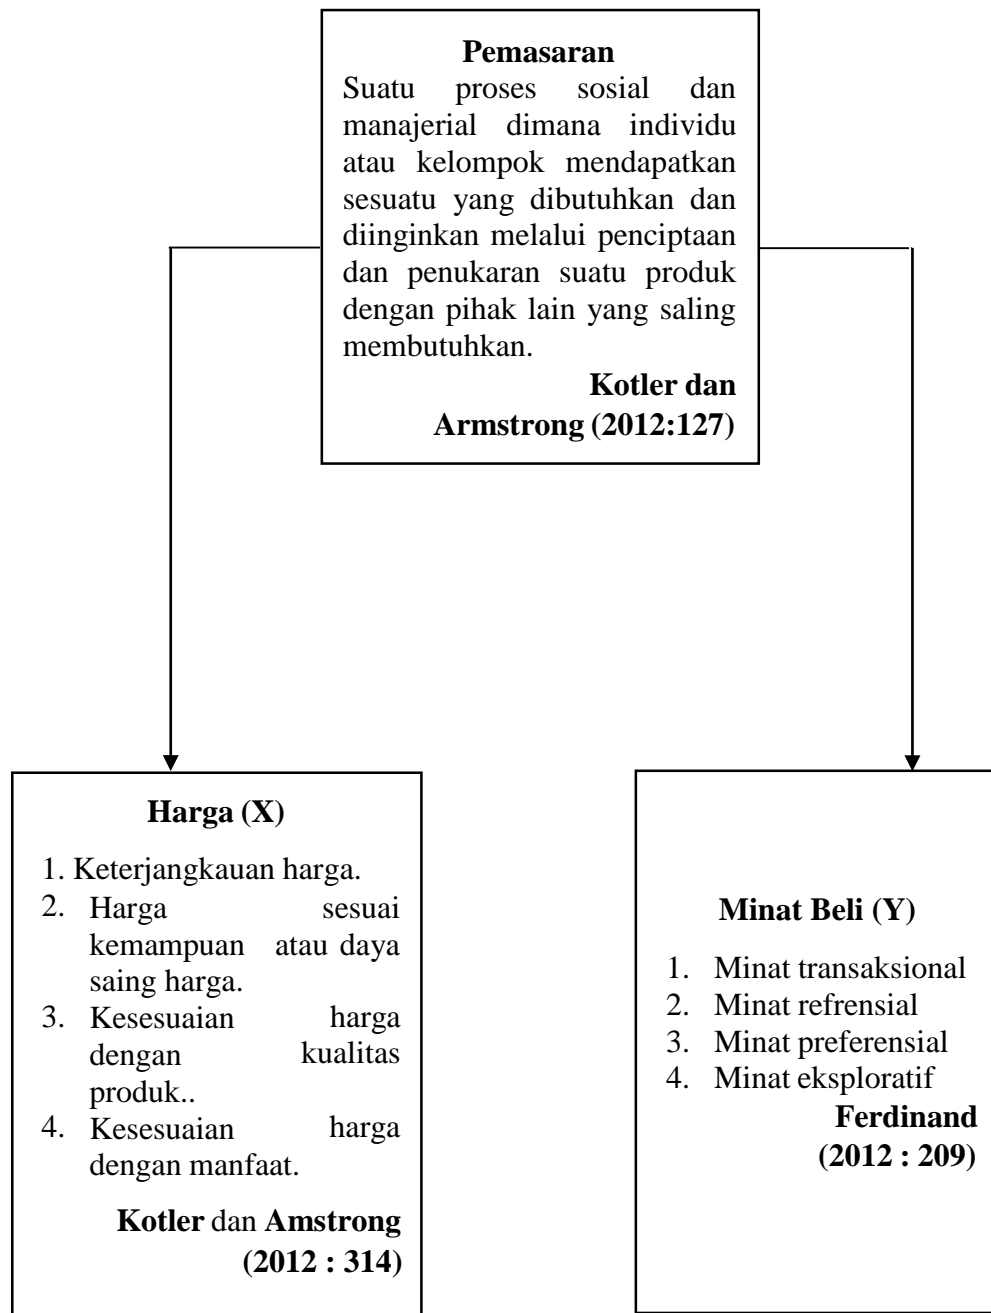 Pemasaran
Suatu proses sosial dan
manajerial dimana individu
atau kelompok mendapatkan
sesuatu yang dibutuhkan dan
diinginkan melalui penciptaan
dan penukaran suatu produk
dengan pihak lain yang saling
membutuhkan.
Kotler dan
Armstrong (2012:127)
Harga (X)
1. Keterjangkauan harga.
2. Harga sesuai
kemampuan atau daya
saing harga.
3. Kesesuaian harga
dengan kualitas
produk..
4. Kesesuaian harga
dengan manfaat.
Kotler dan Amstrong
(2012 : 314)
Minat Beli (Y)
1. Minat transaksional
2. Minat refrensial
3. Minat preferensial
4. Minat eksploratif
Ferdinand
(2012 : 209)